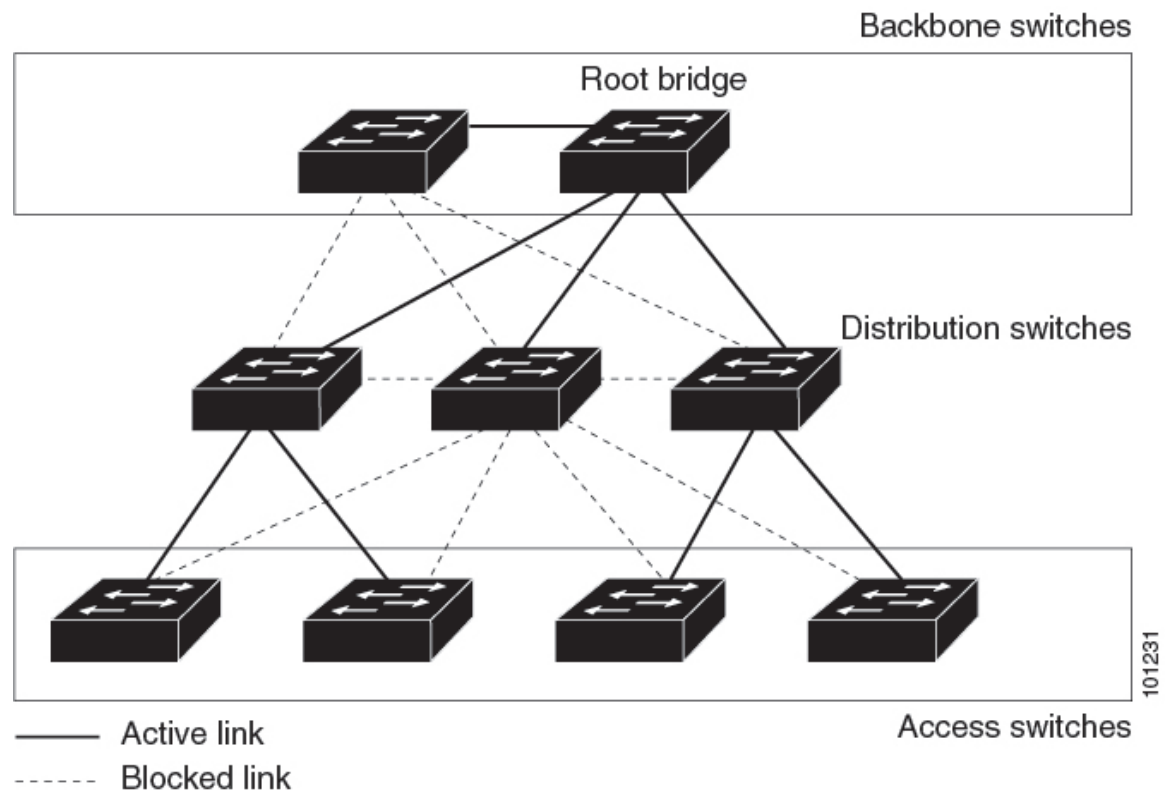 Backbone switches
Root bridge
Distribution switches
101231
Access switches
Active link
Blocked link